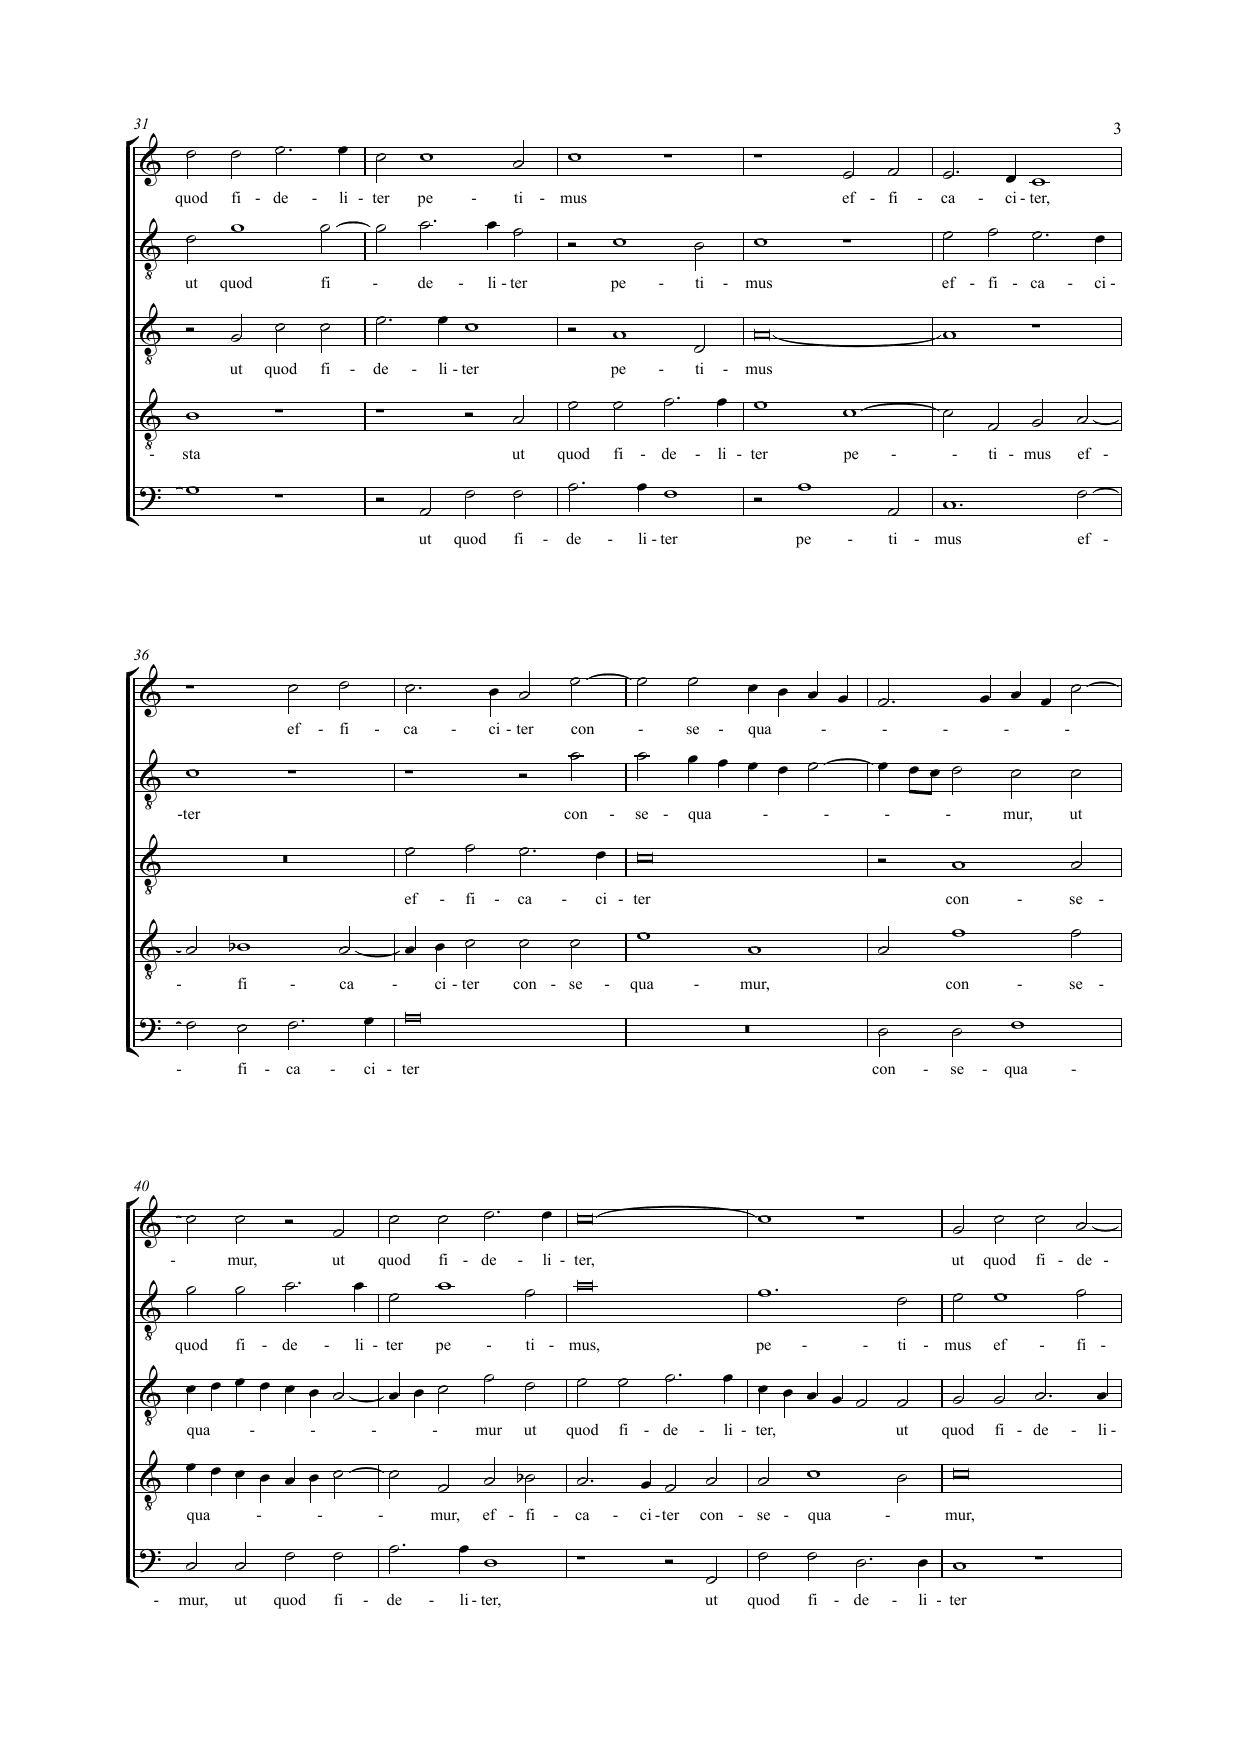 31
3
quod fi - de - li - ter pe - ti - mus ef - fi - ca - ci - ter,
ut quod fi - de - li - ter pe - ti - mus ef - fi - ca - ci -
ut quod fi - de - li - ter pe - ti - mus
- sta ut quod fi - de - li - ter pe - - ti - mus ef -
ut quod fi - de - li - ter pe - ti - mus ef -
36
ef - fi - ca - ci - ter con - se - qua - - - - -
-ter con - se - qua - - - - mur, ut
ef - fi - ca - ci - ter con - se -
- fi - ca - ci - ter con - se - qua - mur, con - se -
- fi - ca - ci - ter con - se - qua -
40
- mur, ut quod fi - de - li - ter, ut quod fi - de -
quod fi - de - li - ter pe - ti - mus, pe - - ti - mus ef - fi -
qua - - - - - mur ut quod fi - de - li - ter, ut quod fi - de - li -
qua - - - mur, ef - fi - ca - ci - ter con - se - qua - mur,
- mur, ut quod fi - de - li - ter, ut quod fi - de - li - ter